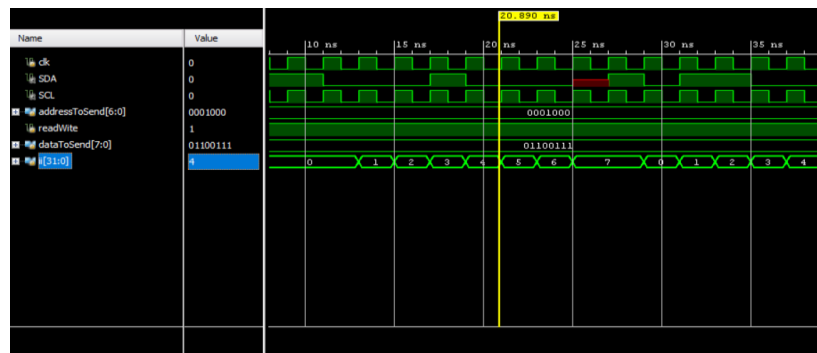 20.890 ns
Name Value
10 ns 15 ns 20 ns 25 ns 30 ns 35 ns
clk 0
SDA 0
SCL 0
addressToSend[6:0] 0001000 0001000
readWite 1
dataToSend[7:0] 01100111 01100111
i[31:0] 4 0 1 2 3 4 5 6 7 0 1 2 3 4